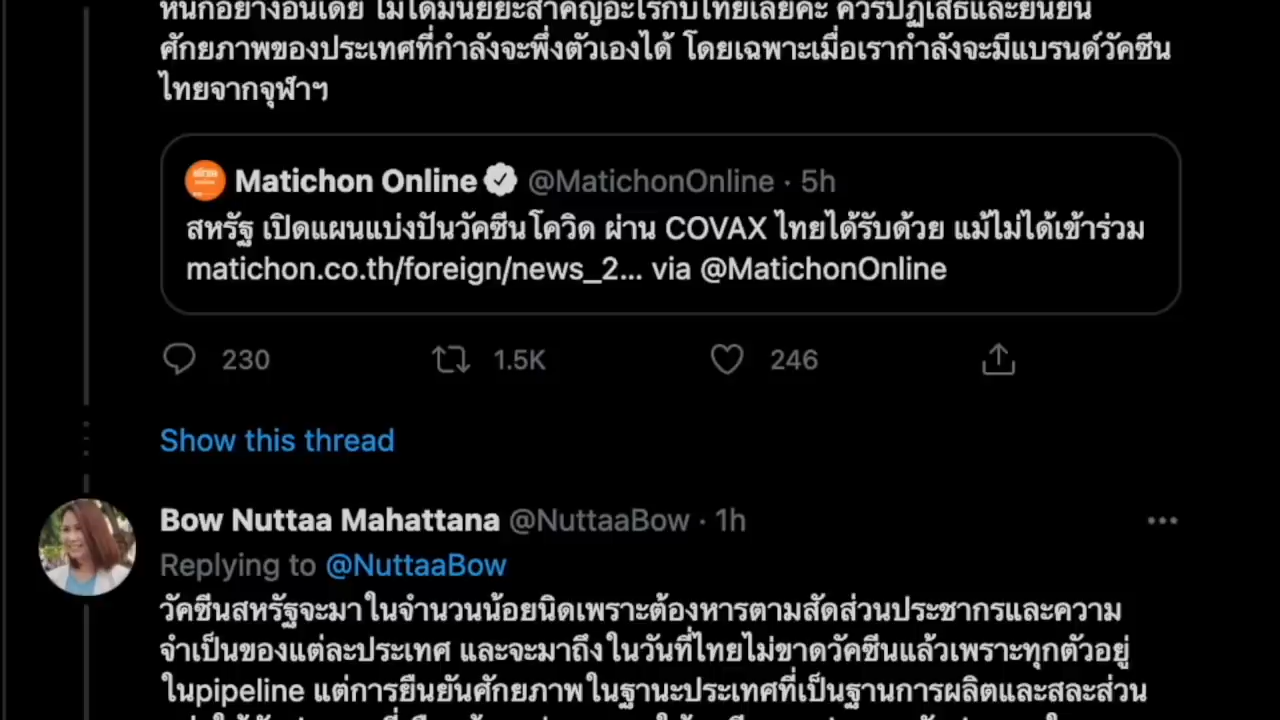 หนักอย่างอินเดีย ไม่ได้มีนัยยะสำคัญอะไรกับไทยเลยค่ะ ควรปฏิเสธและยืนยัน
ศักยภาพของประเทศที่กำลังจะพึ่งตัวเองได้ โดยเฉพาะเมื่อเรากำลังจะมีแบรนด์วัคซีน
ไทยจากจุฬาฯ
Matichon Online @MatichonOnline · 5h
สหรัฐ เปิดแผนแบ่งปันวัคซีนโควิด ผ่าน COVAX ไทยได้รับด้วย แม้ไม่ได้เข้าร่วม
matichon.co.th/foreign/news_2... via @MatichonOnline
230 1.5K 246
Show this thread
Bow Nuttaa Mahattana @NuttaaBow · 1h
Replying to @NuttaaBow
วัคซีนสหรัฐจะมาในจำนวนน้อยนิดเพราะต้องหารตามสัดส่วนประชากรและความ
จำเป็นของแต่ละประเทศ และจะมาถึงในวันที่ไทยไม่ขาดวัคซีนแล้วเพราะทุกตัวอยู่
ในpipeline แต่การยืนยันศักยภาพในฐานะประเทศที่เป็นฐานการผลิตและสละส่วน